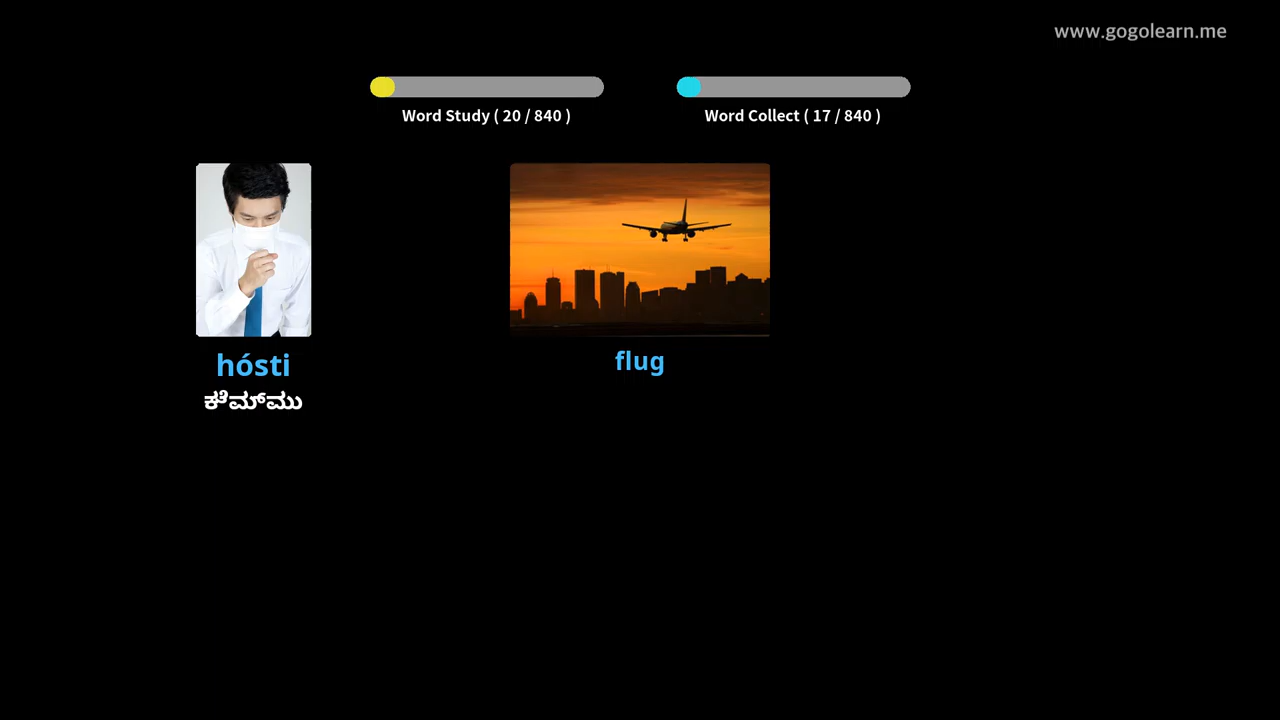 www.gogolearn.me
Word Study ( 20 / 840 )
Word Collect ( 17 / 840 )
hósti
ಕೆಮ್ಮು
flug